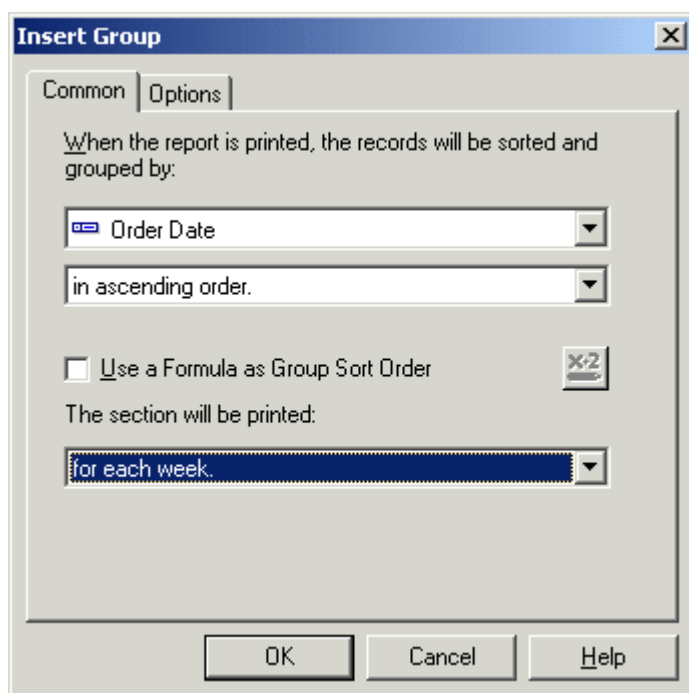 Insert Group
Common Options
When the report is printed, the records will be sorted and
grouped by:
Order Date
in ascending order.
Use a Formula as Group Sort Order
X+2
The section will be printed:
for each week.
OK Cancel Help